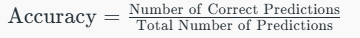 Accuracy = Number of Correct Predictions
Total Number of Predictions